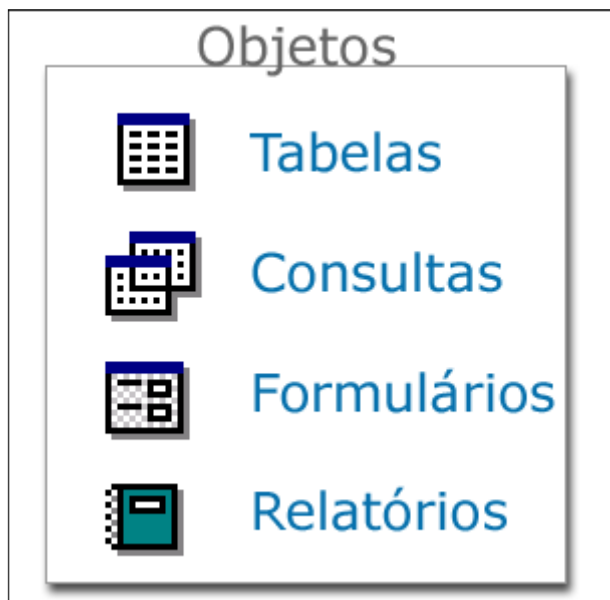 Objetos
Tabelas
Consultas
Formulários
Relatórios